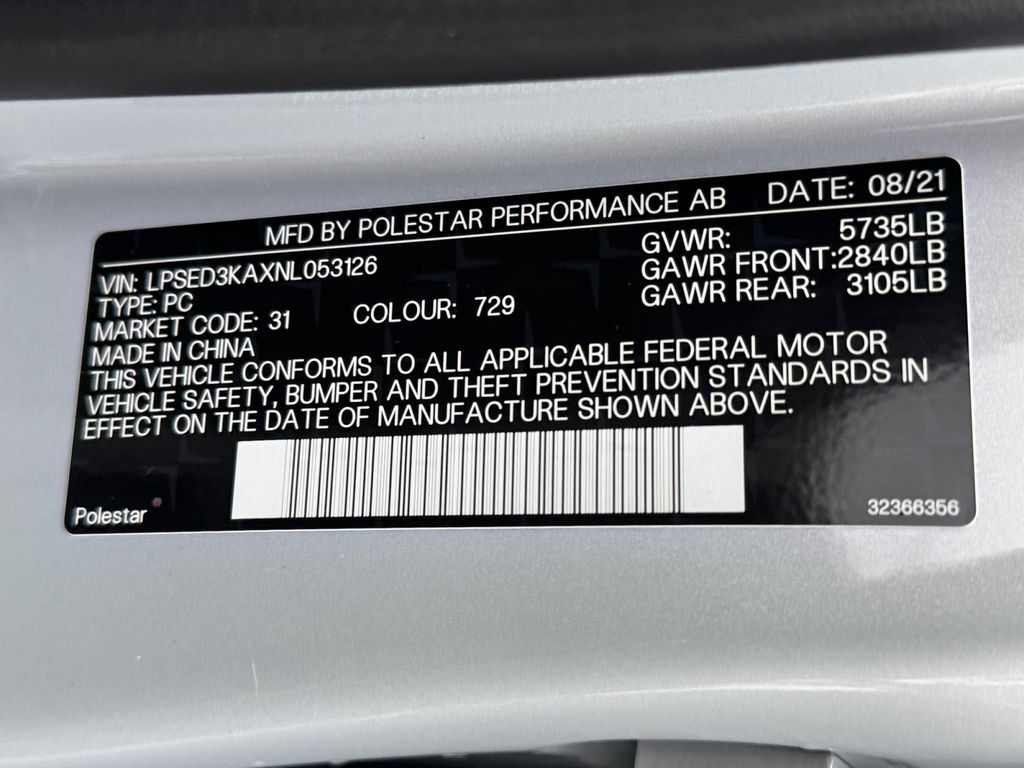 MFD BY POLESTAR PERFORMANCE AB DATE: 08/21
VIN: LPSED3KAXNL053126 GVWR: 5735LB
TYPE: PC GAWR FRONT:2840LB
MARKET CODE: 31 COLOUR: 729 GAWR REAR: 3105LB
MADE IN CHINA
THIS VEHICLE CONFORMS TO ALL APPLICABLE FEDERAL MOTOR
VEHICLE SAFETY, BUMPER AND THEFT PREVENTION STANDARDS IN
EFFECT ON THE DATE OF MANUFACTURE SHOWN ABOVE.
Polestar 32366356